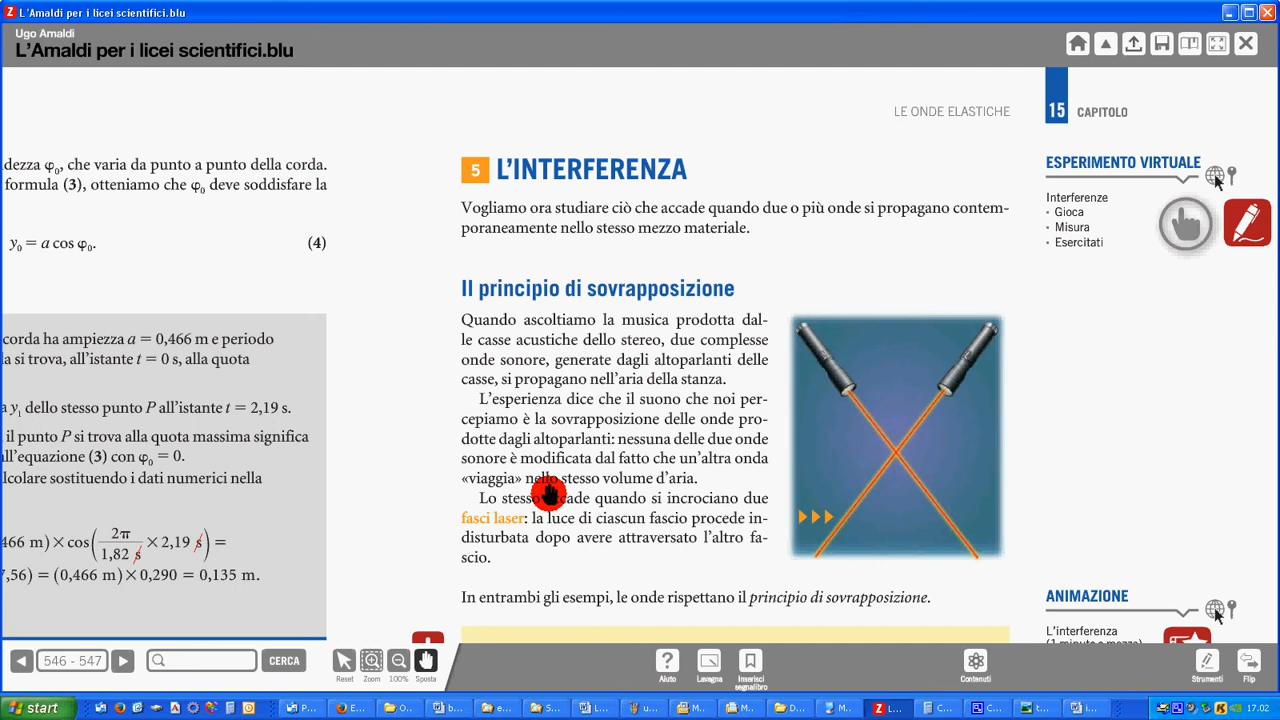 L'Amaldi per i licei scientifici.blu
Ugo Amaldi
L'Amaldi per i licei scientifici.blu
LE ONDE ELASTICHE
15 CAPITOLO
dezza φ0, che varia da punto a punto della corda.
formula (3), otteniamo che φ0 deve soddisfare la
y0 = a cos φ0. (4)
corda ha ampiezza a = 0,466 m e periodo
la si trova, all'istante t = 0 s, alla quota
a y1 dello stesso punto P all'istante t = 2,19 s.
il punto P si trova alla quota massima significa
all'equazione (3) con φ0 = 0.
lcolare sostituendo i dati numerici nella
466 m) × cos(2π / 1,82 s × 2,19 s) =
7,56) = (0,466 m) × 0,290 = 0,135 m.
5 L'INTERFERENZA
Vogliamo ora studiare ciò che accade quando due o più onde si propagano contem-
poraneamente nello stesso mezzo materiale.
Il principio di sovrapposizione
Quando ascoltiamo la musica prodotta dal-
le casse acustiche dello stereo, due complesse
onde sonore, generate dagli altoparlanti delle
casse, si propagano nell'aria della stanza.
L'esperienza dice che il suono che noi per-
cepiamo è la sovrapposizione delle onde pro-
dotte dagli altoparlanti: nessuna delle due onde
sonore è modificata dal fatto che un'altra onda
«viaggia» nello stesso volume d'aria.
Lo stesso accade quando si incrociano due
fasci laser: la luce di ciascun fascio procede in-
disturbata dopo avere attraversato l'altro fa-
scio.
In entrambi gli esempi, le onde rispettano il principio di sovrapposizione.
ESPERIMENTO VIRTUALE
Interferenze
• Gioca
• Misura
• Esercitati
ANIMAZIONE
L'interferenza
(1 minuto e mezzo)
546 - 547
CERCA
Reset
Zoom
100%
Sposta
Aiuto
Lavagna
Inserisci
segnalibro
Contenuti
Strumenti
Flip
start
P...
E...
O...
b...
e...
S...
L...
u...
M...
M...
D...
M...
L...
C...
C...
t...
i...
17.02